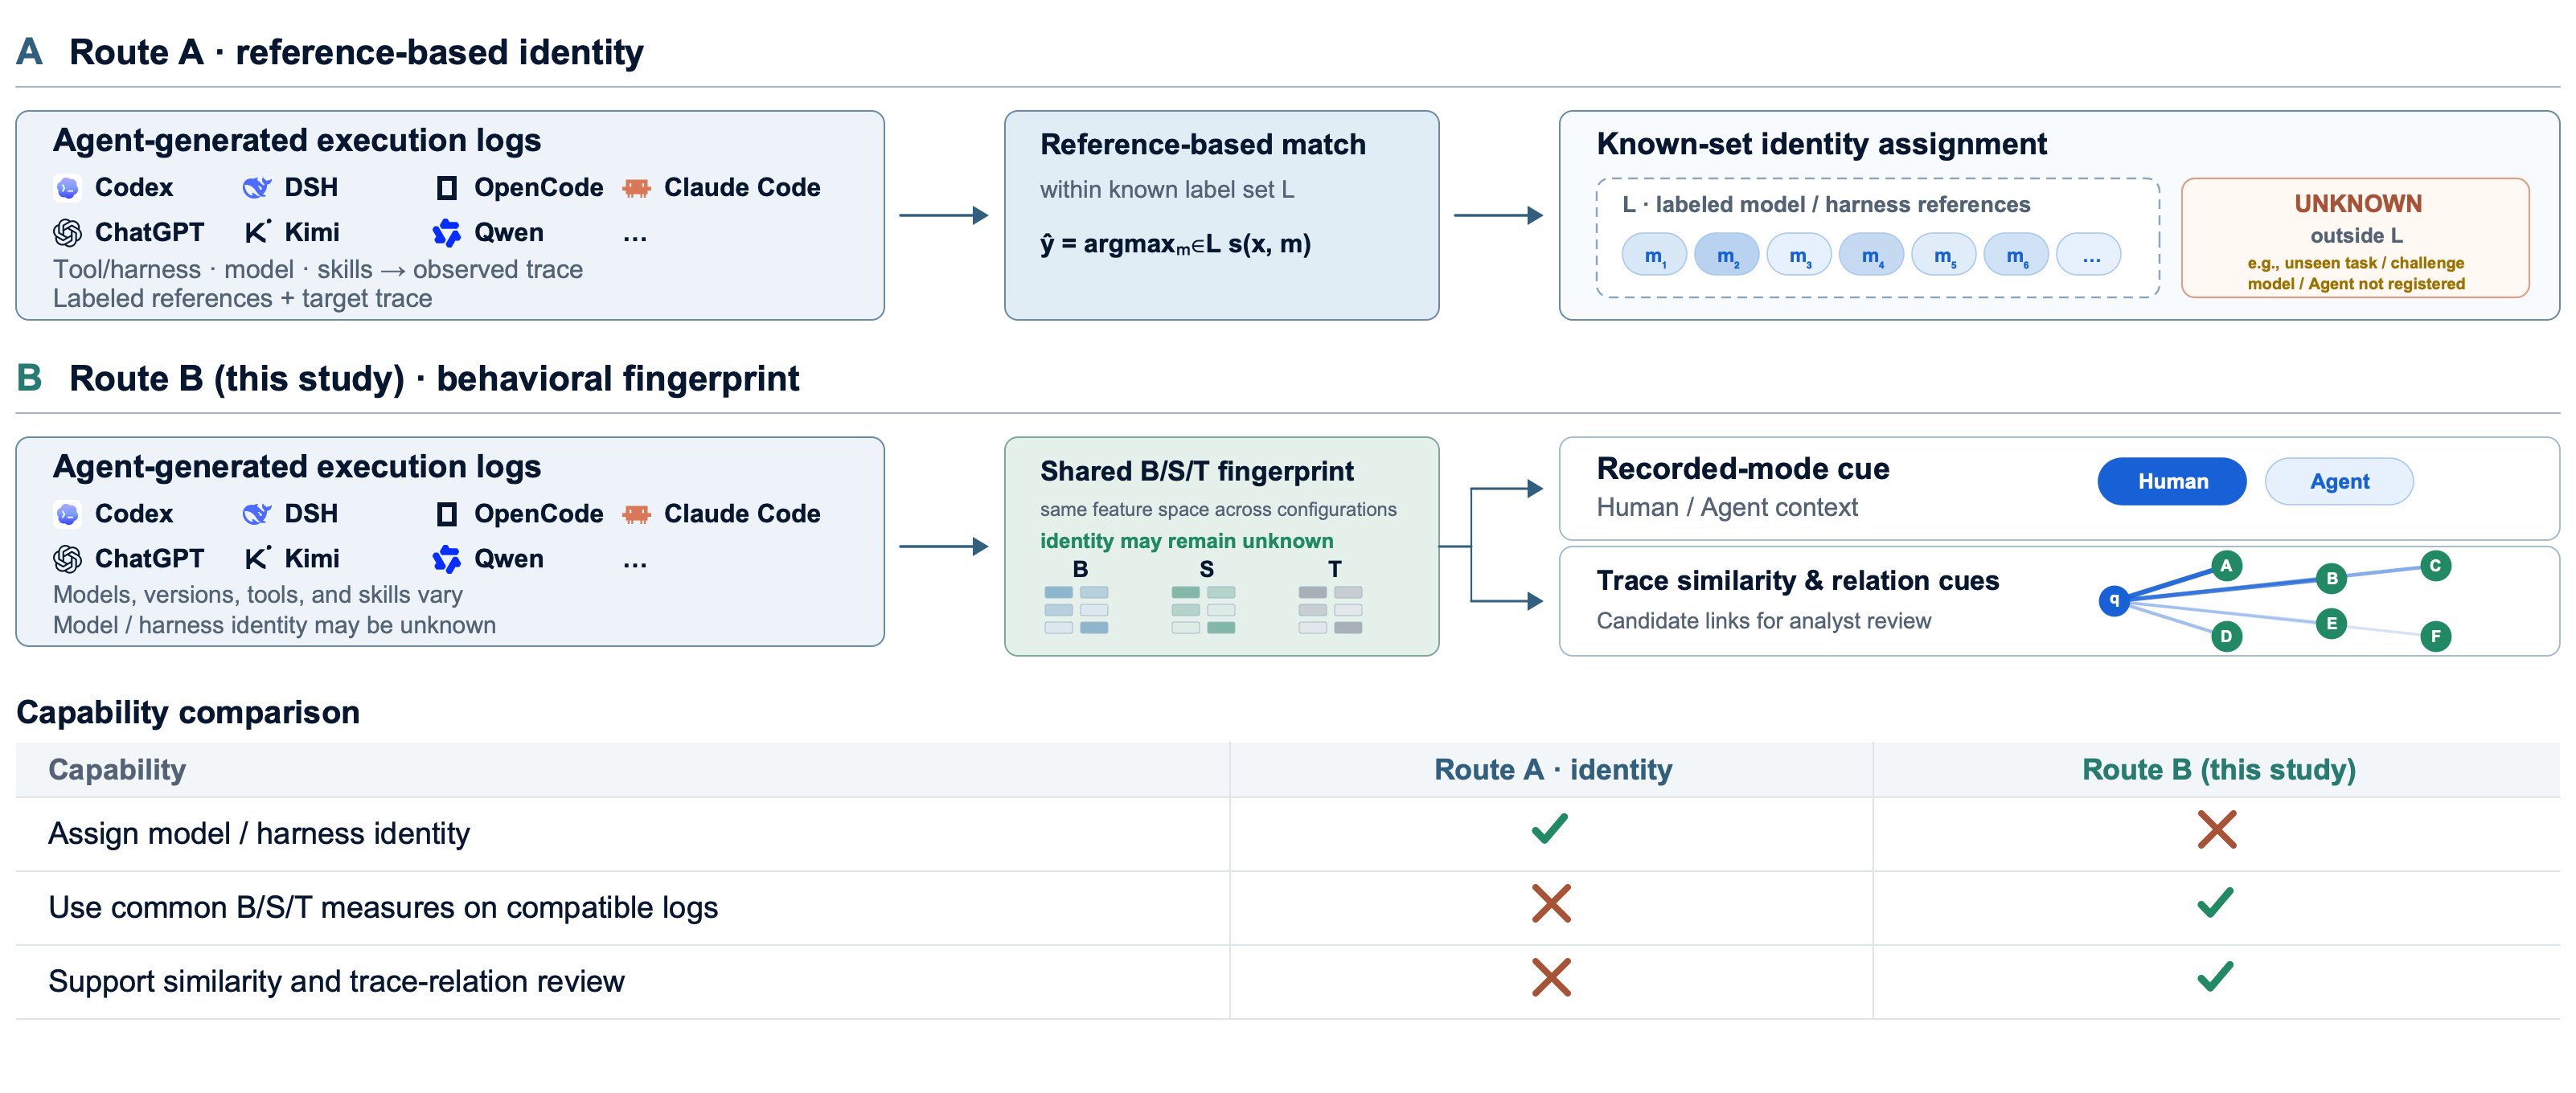 A Route A · reference-based identity
Agent-generated execution logs
Codex DSH OpenCode Claude Code
ChatGPT Kimi Qwen ...
Tool/harness · model · skills → observed trace
Labeled references + target trace
Reference-based match
within known label set L
ŷ = argmaxₘ∈L s(x, m)
Known-set identity assignment
L · labeled model / harness references
m₁ m₂ m₃ m₄ m₅ m₆ ...
UNKNOWN
outside L
e.g., unseen task / challenge
model / Agent not registered
B Route B (this study) · behavioral fingerprint
Agent-generated execution logs
Codex DSH OpenCode Claude Code
ChatGPT Kimi Qwen ...
Models, versions, tools, and skills vary
Model / harness identity may be unknown
Shared B/S/T fingerprint
same feature space across configurations
identity may remain unknown
B S T
Recorded-mode cue
Human / Agent context
Human Agent
Trace similarity & relation cues
Candidate links for analyst review
q A B C D E F
Capability comparison
Capability Route A · identity Route B (this study)
Assign model / harness identity
Use common B/S/T measures on compatible logs
Support similarity and trace-relation review